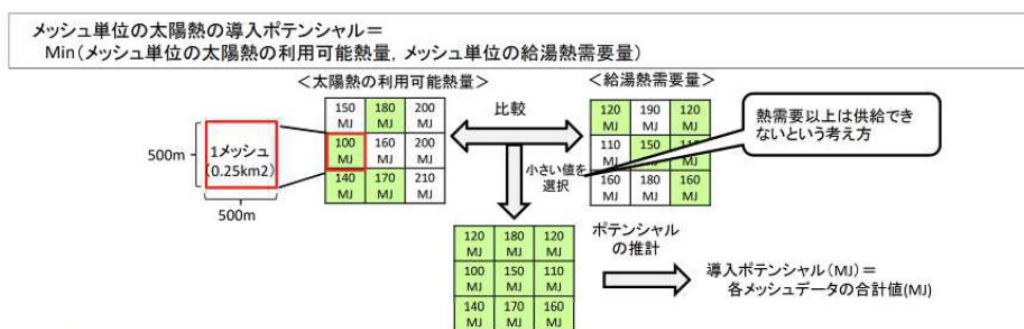 メッシュ単位の太陽熱の導入ポテンシャル＝
Min（メッシュ単位の太陽熱の利用可能熱量, メッシュ単位の給湯熱需要量）
＜太陽熱の利用可能熱量＞
150 180 200
MJ MJ MJ
100 160 200
MJ MJ MJ
140 170 210
MJ MJ MJ
500m
1メッシュ
(0.25km2)
500m
比較
小さい値を
選択
＜給湯熱需要量＞
120 190 120
MJ MJ MJ
110 150
MJ MJ MJ
160 180 160
MJ MJ MJ
熱需要以上は供給でき
ないという考え方
120 180 120
MJ MJ MJ
100 150 110
MJ MJ MJ
140 170 160
MJ MJ MJ
ポテンシャル
の推計
導入ポテンシャル（MJ）＝
各メッシュデータの合計値(MJ)